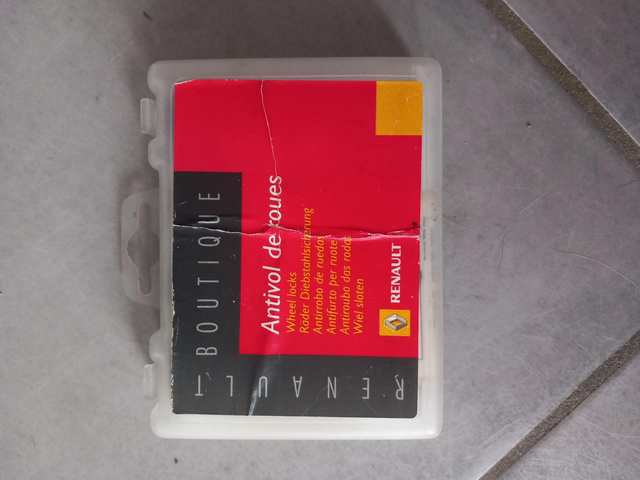 RENAULT
BOUTIQUE
Antivol de roues
Wheel locks
Räder Diebstahlsicherung
Antirrobo de ruedas
Antifurto per ruote
Antiroubo das rodas
Wiel sloten
RENAULT